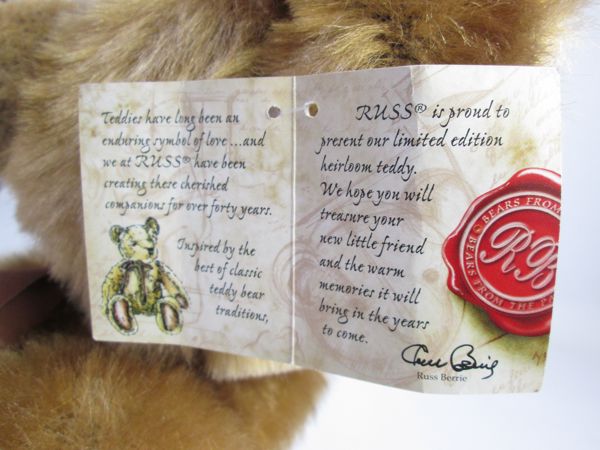 Teddies have long been an
enduring symbol of love ...and
we at RUSS® have been
creating these cherished
companions for over forty years.
Inspired by the
best of classic
teddy bear
traditions,
RUSS® is proud to
present our limited edition
heirloom teddy.
We hope you will
treasure your
new little friend
and the warm
memories it will
bring in the years
to come.
Russ Berrie
Russ Berrie
BEARS FROM
RB
BEARS FROM THE